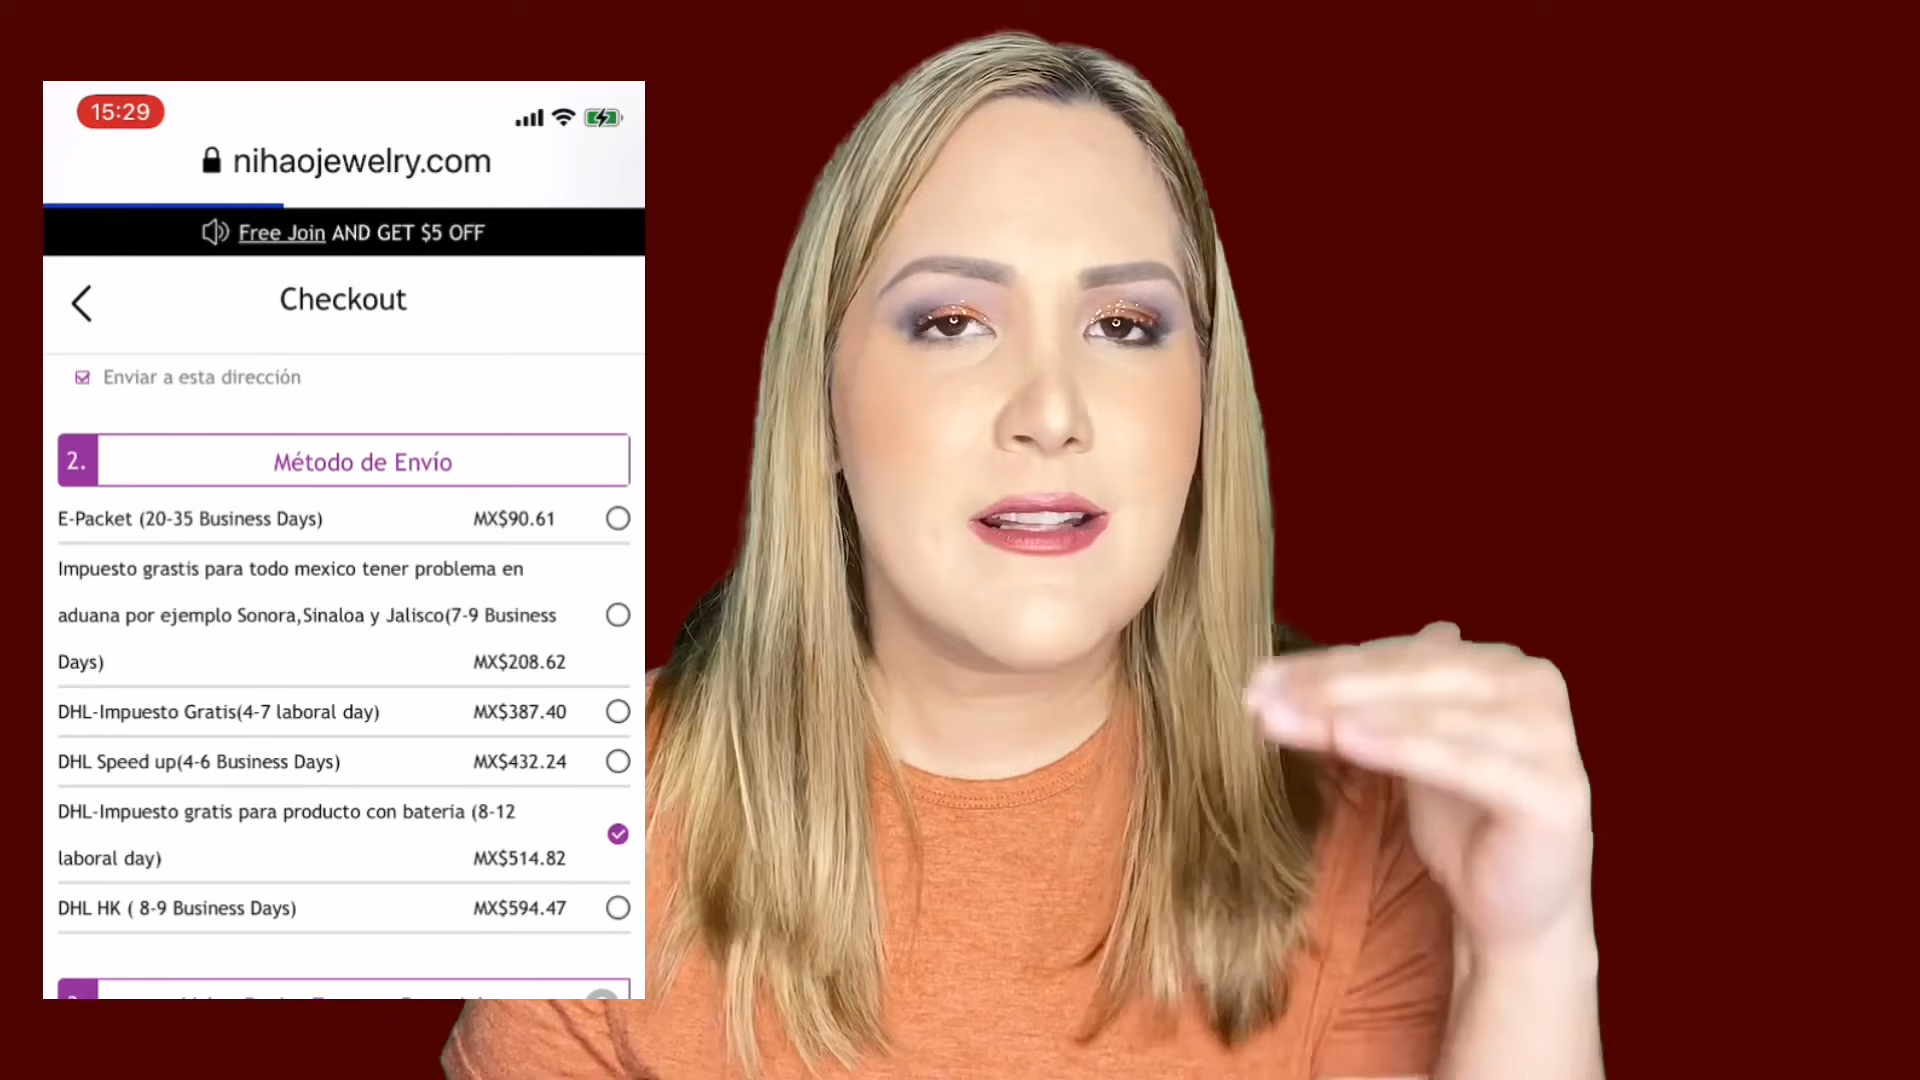 15:29
nihaojewelry.com
Free Join AND GET $5 OFF
Checkout
Enviar a esta dirección
2. Método de Envío
E-Packet (20-35 Business Days) MX$90.61
Impuesto grastis para todo mexico tener problema en
aduana por ejemplo Sonora,Sinaloa y Jalisco(7-9 Business
Days) MX$208.62
DHL-Impuesto Gratis(4-7 laboral day) MX$387.40
DHL Speed up(4-6 Business Days) MX$432.24
DHL-Impuesto gratis para producto con bateria (8-12
laboral day) MX$514.82
DHL HK ( 8-9 Business Days) MX$594.47